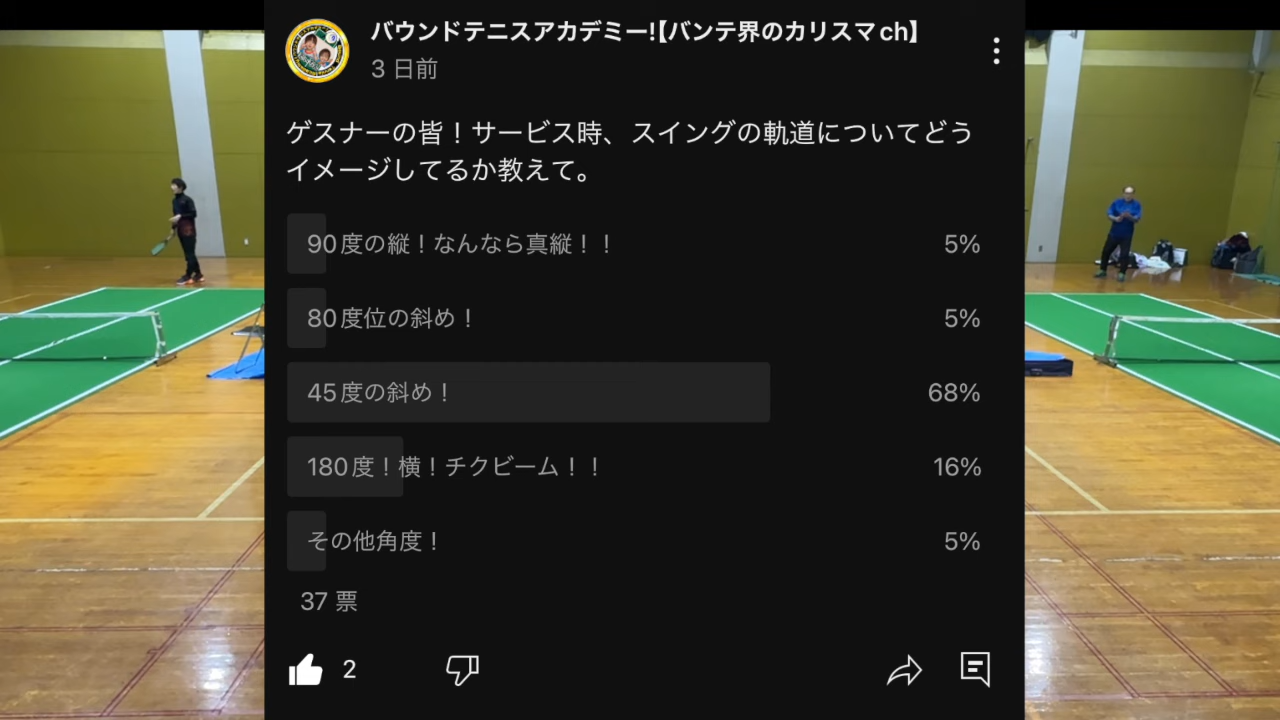 バウンドテニスアカデミー!【バンテ界のカリスマch】
3 日前
ゲスナーの皆！サービス時、スイングの軌道についてどう
イメージしてるか教えて。
90度の縦！なんなら真縦！！ 5%
80度位の斜め！ 5%
45度の斜め！ 68%
180度！横！チクビーム！！ 16%
その他角度！ 5%
37 票
2